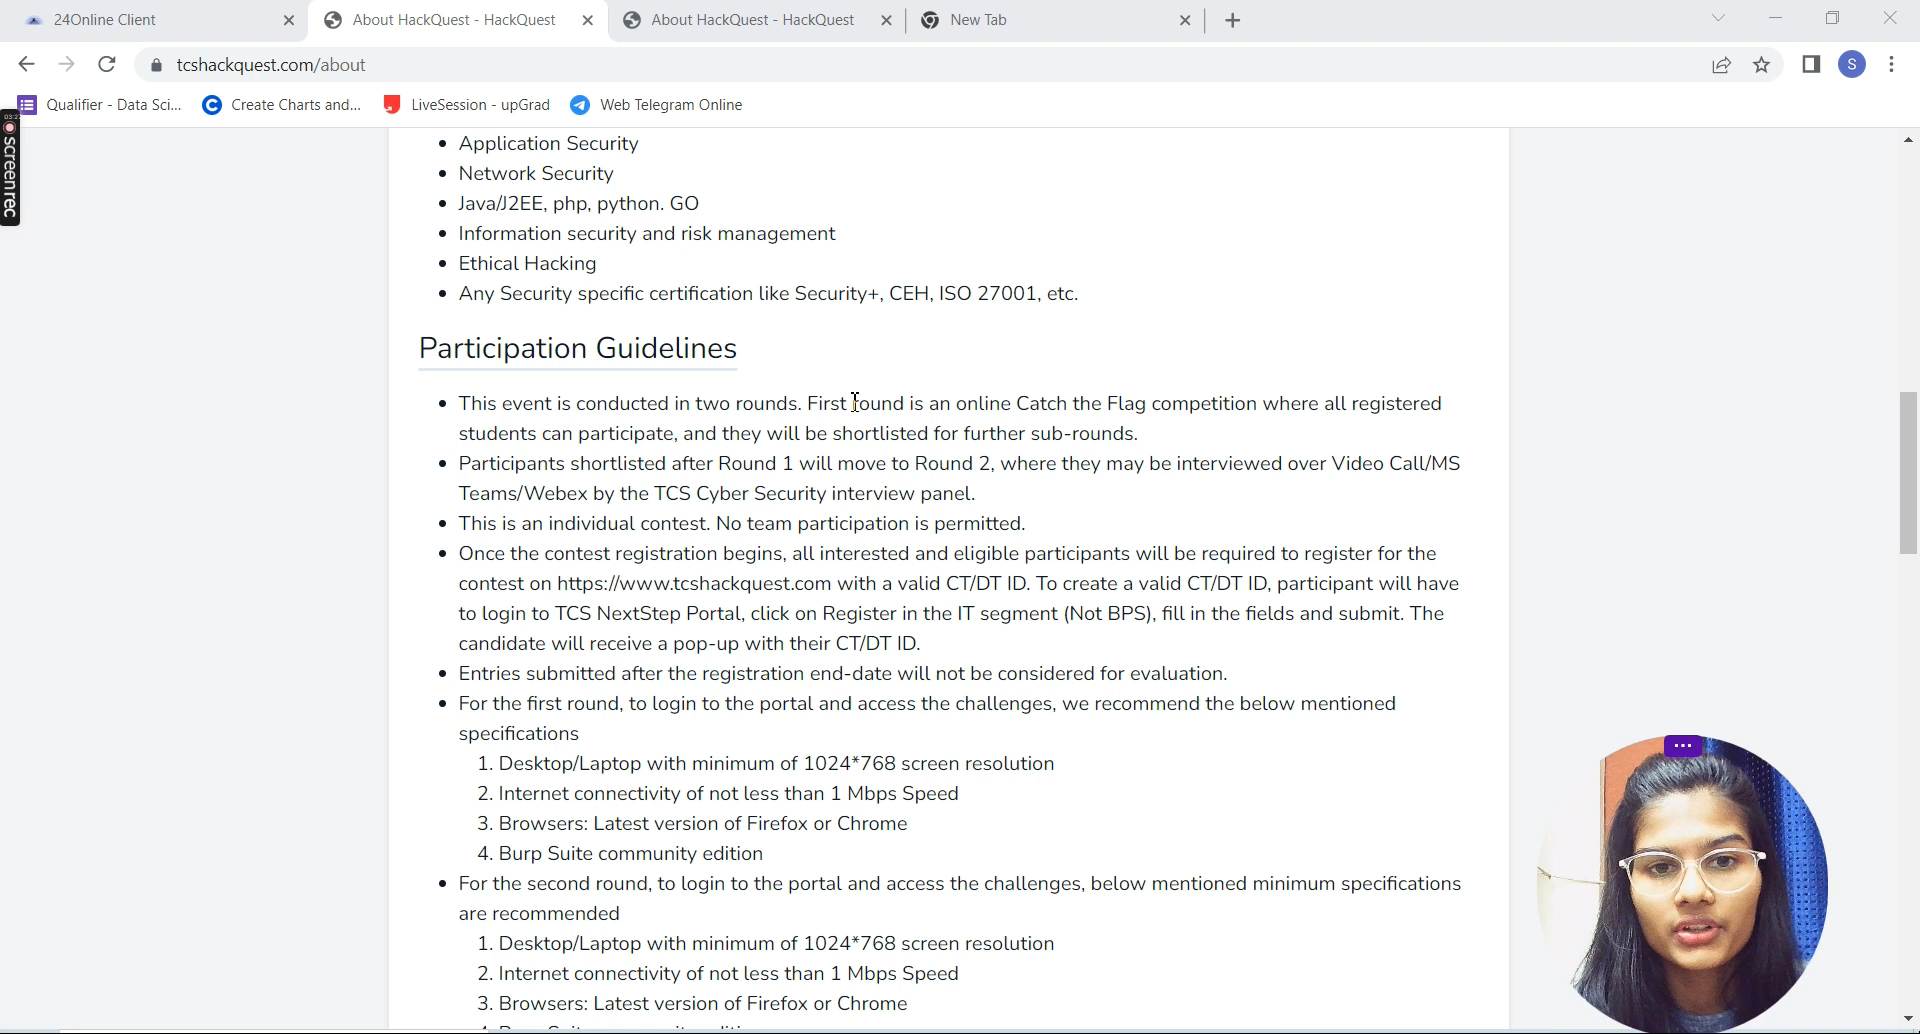 24Online Client
About HackQuest - HackQuest
About HackQuest - HackQuest
New Tab
tcshackquest.com/about
S
Qualifier - Data Sci...
Create Charts and...
LiveSession - upGrad
Web Telegram Online
screenrec
• Application Security
• Network Security
• Java/J2EE, php, python. GO
• Information security and risk management
• Ethical Hacking
• Any Security specific certification like Security+, CEH, ISO 27001, etc.
Participation Guidelines
• This event is conducted in two rounds. First round is an online Catch the Flag competition where all registered
students can participate, and they will be shortlisted for further sub-rounds.
• Participants shortlisted after Round 1 will move to Round 2, where they may be interviewed over Video Call/MS
Teams/Webex by the TCS Cyber Security interview panel.
• This is an individual contest. No team participation is permitted.
• Once the contest registration begins, all interested and eligible participants will be required to register for the
contest on https://www.tcshackquest.com with a valid CT/DT ID. To create a valid CT/DT ID, participant will have
to login to TCS NextStep Portal, click on Register in the IT segment (Not BPS), fill in the fields and submit. The
candidate will receive a pop-up with their CT/DT ID.
• Entries submitted after the registration end-date will not be considered for evaluation.
• For the first round, to login to the portal and access the challenges, we recommend the below mentioned
specifications
1. Desktop/Laptop with minimum of 1024*768 screen resolution
2. Internet connectivity of not less than 1 Mbps Speed
3. Browsers: Latest version of Firefox or Chrome
4. Burp Suite community edition
• For the second round, to login to the portal and access the challenges, below mentioned minimum specifications
are recommended
1. Desktop/Laptop with minimum of 1024*768 screen resolution
2. Internet connectivity of not less than 1 Mbps Speed
3. Browsers: Latest version of Firefox or Chrome